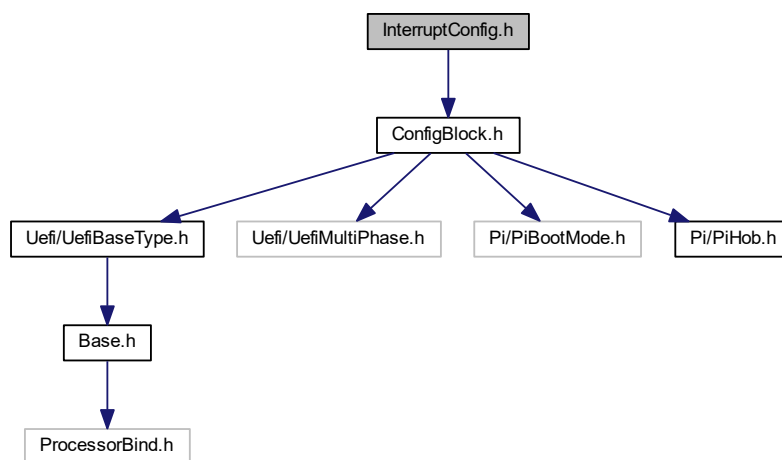 InterruptConfig.h
ConfigBlock.h
Uefi/UefiBaseType.h
Uefi/UefiMultiPhase.h
Pi/PiBootMode.h
Pi/PiHob.h
Base.h
ProcessorBind.h